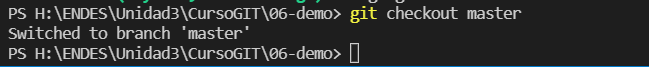 PS H:\ENDES\Unidad3\CursoGIT\06-demo> git checkout master
Switched to branch 'master'
PS H:\ENDES\Unidad3\CursoGIT\06-demo>